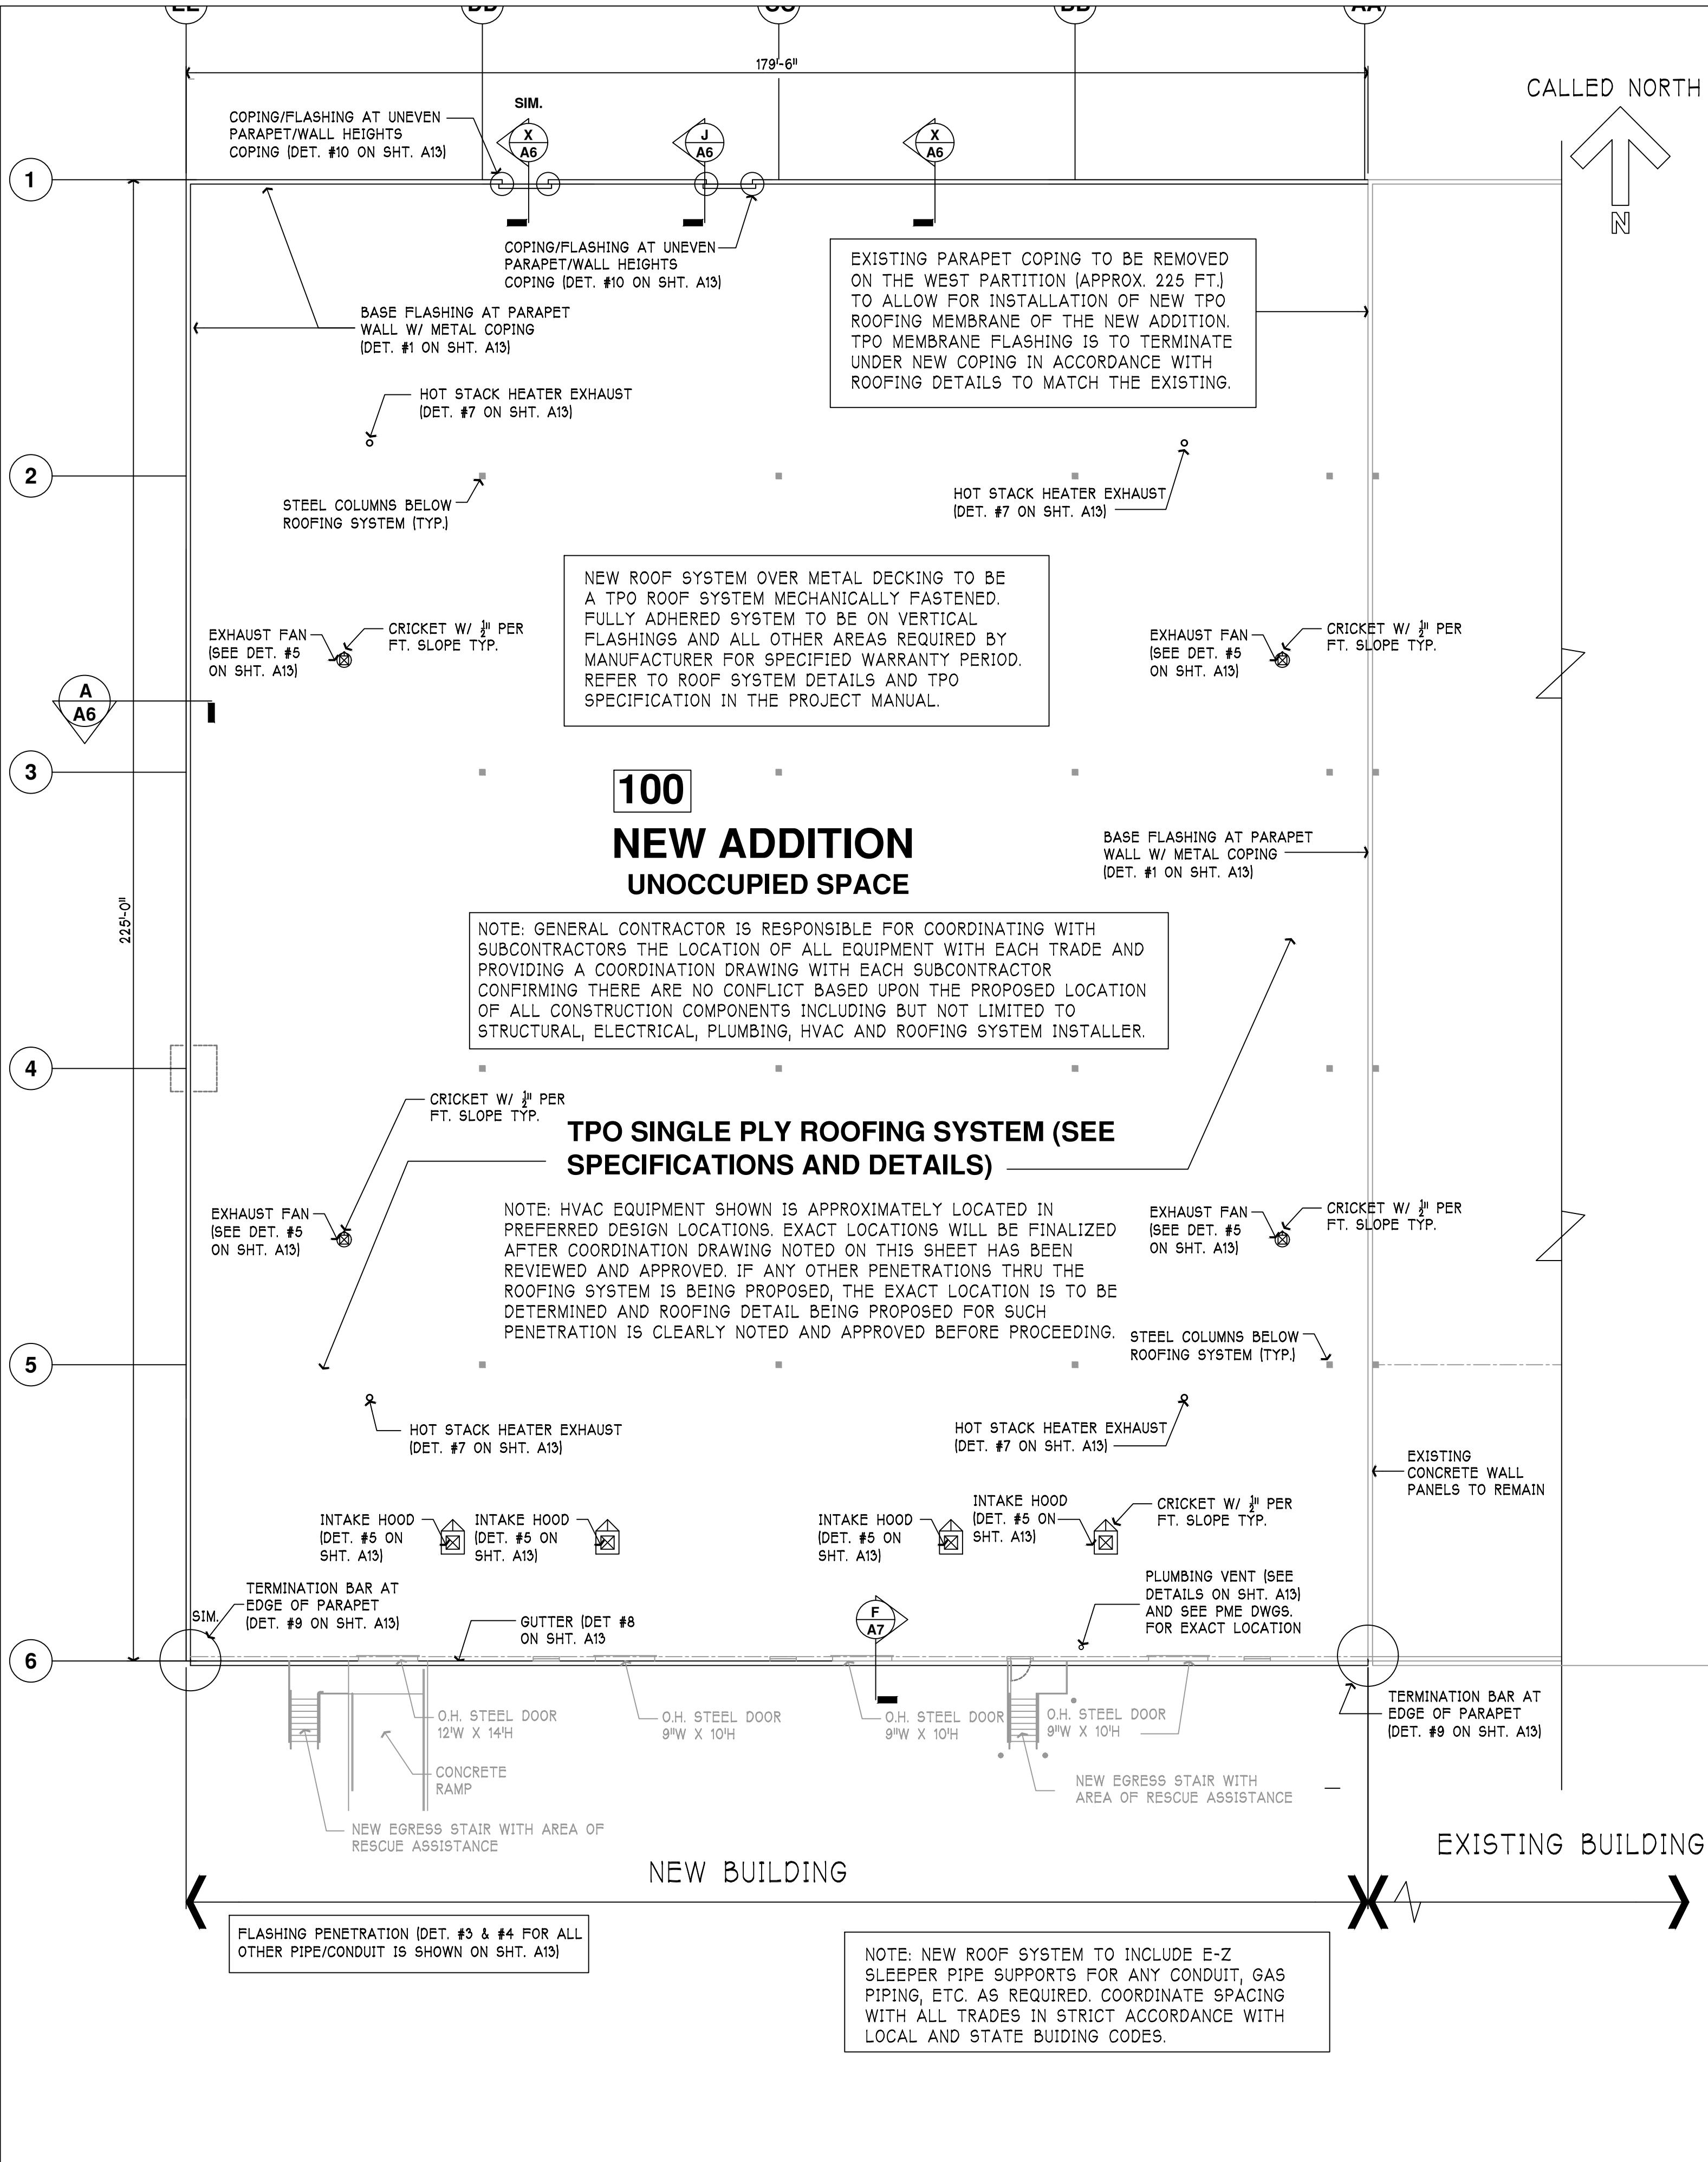 EE
DD
CC
BB
AA
179'-6"
CALLED NORTH
N
SIM.
X
A6
J
A6
X
A6
COPING/FLASHING AT UNEVEN
PARAPET/WALL HEIGHTS
COPING (DET. #10 ON SHT. A13)
1
COPING/FLASHING AT UNEVEN
PARAPET/WALL HEIGHTS
COPING (DET. #10 ON SHT. A13)
EXISTING PARAPET COPING TO BE REMOVED
ON THE WEST PARTITION (APPROX. 225 FT.)
TO ALLOW FOR INSTALLATION OF NEW TPO
ROOFING MEMBRANE OF THE NEW ADDITION.
TPO MEMBRANE FLASHING IS TO TERMINATE
UNDER NEW COPING IN ACCORDANCE WITH
ROOFING DETAILS TO MATCH THE EXISTING.
BASE FLASHING AT PARAPET
WALL W/ METAL COPING
(DET. #1 ON SHT. A13)
HOT STACK HEATER EXHAUST
(DET. #7 ON SHT. A13)
2
STEEL COLUMNS BELOW
ROOFING SYSTEM (TYP.)
HOT STACK HEATER EXHAUST
(DET. #7 ON SHT. A13)
NEW ROOF SYSTEM OVER METAL DECKING TO BE
A TPO ROOF SYSTEM MECHANICALLY FASTENED.
FULLY ADHERED SYSTEM TO BE ON VERTICAL
FLASHINGS AND ALL OTHER AREAS REQUIRED BY
MANUFACTURER FOR SPECIFIED WARRANTY PERIOD.
REFER TO ROOF SYSTEM DETAILS AND TPO
SPECIFICATION IN THE PROJECT MANUAL.
EXHAUST FAN
(SEE DET. #5
ON SHT. A13)
CRICKET W/ 1/2" PER
FT. SLOPE TYP.
EXHAUST FAN
(SEE DET. #5
ON SHT. A13)
CRICKET W/ 1/2" PER
FT. SLOPE TYP.
A
A6
3
100
NEW ADDITION
UNOCCUPIED SPACE
BASE FLASHING AT PARAPET
WALL W/ METAL COPING
(DET. #1 ON SHT. A13)
225'-0"
NOTE: GENERAL CONTRACTOR IS RESPONSIBLE FOR COORDINATING WITH
SUBCONTRACTORS THE LOCATION OF ALL EQUIPMENT WITH EACH TRADE AND
PROVIDING A COORDINATION DRAWING WITH EACH SUBCONTRACTOR
CONFIRMING THERE ARE NO CONFLICT BASED UPON THE PROPOSED LOCATION
OF ALL CONSTRUCTION COMPONENTS INCLUDING BUT NOT LIMITED TO
STRUCTURAL, ELECTRICAL, PLUMBING, HVAC AND ROOFING SYSTEM INSTALLER.
4
CRICKET W/ 1/2" PER
FT. SLOPE TYP.
TPO SINGLE PLY ROOFING SYSTEM (SEE
SPECIFICATIONS AND DETAILS)
EXHAUST FAN
(SEE DET. #5
ON SHT. A13)
NOTE: HVAC EQUIPMENT SHOWN IS APPROXIMATELY LOCATED IN
PREFERRED DESIGN LOCATIONS. EXACT LOCATIONS WILL BE FINALIZED
AFTER COORDINATION DRAWING NOTED ON THIS SHEET HAS BEEN
REVIEWED AND APPROVED. IF ANY OTHER PENETRATIONS THRU THE
ROOFING SYSTEM IS BEING PROPOSED, THE EXACT LOCATION IS TO BE
DETERMINED AND ROOFING DETAIL BEING PROPOSED FOR SUCH
PENETRATION IS CLEARLY NOTED AND APPROVED BEFORE PROCEEDING.
EXHAUST FAN
(SEE DET. #5
ON SHT. A13)
CRICKET W/ 1/2" PER
FT. SLOPE TYP.
STEEL COLUMNS BELOW
ROOFING SYSTEM (TYP.)
5
HOT STACK HEATER EXHAUST
(DET. #7 ON SHT. A13)
HOT STACK HEATER EXHAUST
(DET. #7 ON SHT. A13)
EXISTING
CONCRETE WALL
PANELS TO REMAIN
INTAKE HOOD
(DET. #5 ON
SHT. A13)
INTAKE HOOD
(DET. #5 ON
SHT. A13)
INTAKE HOOD
(DET. #5 ON
SHT. A13)
INTAKE HOOD
(DET. #5 ON
SHT. A13)
CRICKET W/ 1/2" PER
FT. SLOPE TYP.
TERMINATION BAR AT
EDGE OF PARAPET
(DET. #9 ON SHT. A13)
SIM.
GUTTER (DET #8
ON SHT. A13
F
A7
PLUMBING VENT (SEE
DETAILS ON SHT. A13)
AND SEE PME DWGS.
FOR EXACT LOCATION
6
O.H. STEEL DOOR
12'W X 14'H
O.H. STEEL DOOR
9"W X 10'H
O.H. STEEL DOOR
9"W X 10'H
O.H. STEEL DOOR
9"W X 10'H
TERMINATION BAR AT
EDGE OF PARAPET
(DET. #9 ON SHT. A13)
CONCRETE
RAMP
NEW EGRESS STAIR WITH
AREA OF RESCUE ASSISTANCE
NEW EGRESS STAIR WITH AREA OF
RESCUE ASSISTANCE
NEW BUILDING
EXISTING BUILDING
FLASHING PENETRATION (DET. #3 & #4 FOR ALL
OTHER PIPE/CONDUIT IS SHOWN ON SHT. A13)
NOTE: NEW ROOF SYSTEM TO INCLUDE E-Z
SLEEPER PIPE SUPPORTS FOR ANY CONDUIT, GAS
PIPING, ETC. AS REQUIRED. COORDINATE SPACING
WITH ALL TRADES IN STRICT ACCORDANCE WITH
LOCAL AND STATE BUIDING CODES.